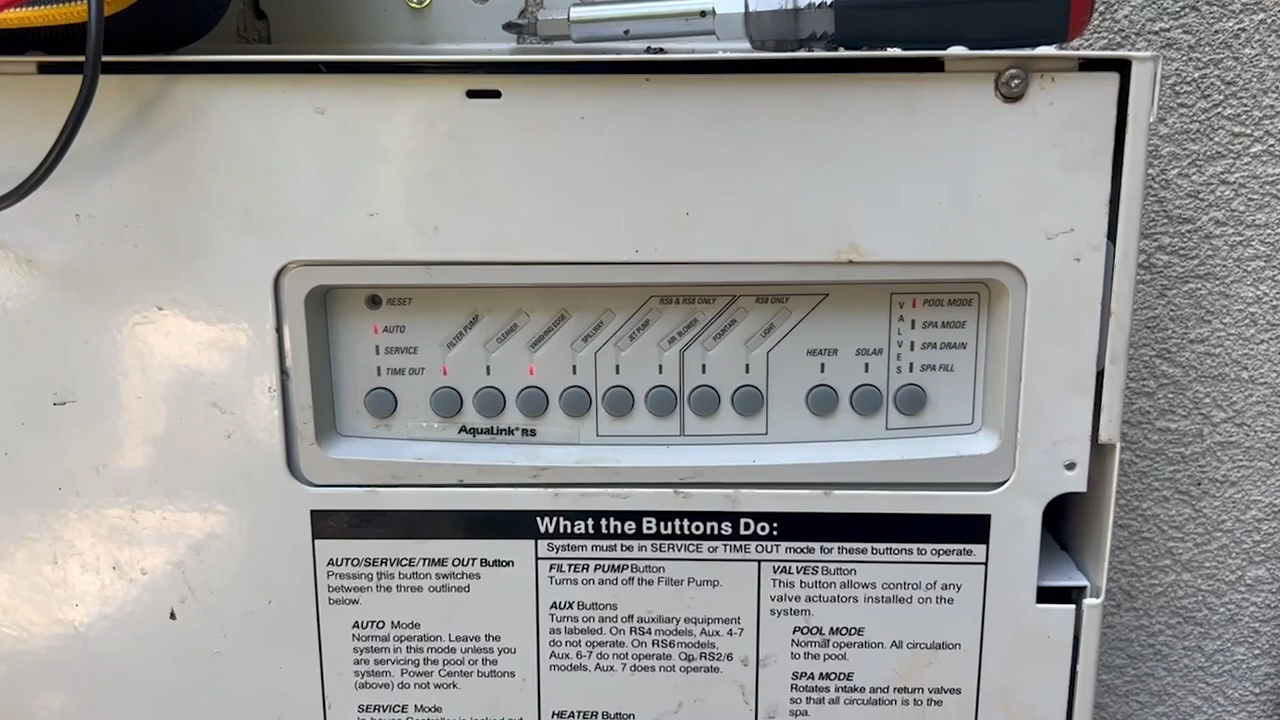 RESET
AUTO
SERVICE
TIME OUT
FILTER PUMP
CLEANER
VANISHING EDGE
SPILLWAY
RS6 & RS8 ONLY
JET PUMP
AIR BLOWER
RS8 ONLY
FOUNTAIN
LIGHT
HEATER
SOLAR
VALVES
POOL MODE
SPA MODE
SPA DRAIN
SPA FILL
AquaLink® RS
What the Buttons Do:
System must be in SERVICE or TIME OUT mode for these buttons to operate.
AUTO/SERVICE/TIME OUT Button
Pressing this button switches
between the three outlined
below.
AUTO Mode
Normal operation. Leave the
system in this mode unless you
are servicing the pool or the
system. Power Center buttons
(above) do not work.
SERVICE Mode
FILTER PUMP Button
Turns on and off the Filter Pump.
AUX Buttons
Turns on and off auxiliary equipment
as labeled. On RS4 models, Aux. 4-7
do not operate. On RS6 models,
Aux. 6-7 do not operate. On RS2/6
models, Aux. 7 does not operate.
HEATER Button
VALVES Button
This button allows control of any
valve actuators installed on the
system.
POOL MODE
Normal operation. All circulation
to the pool.
SPA MODE
Rotates intake and return valves
so that all circulation is to the
spa.